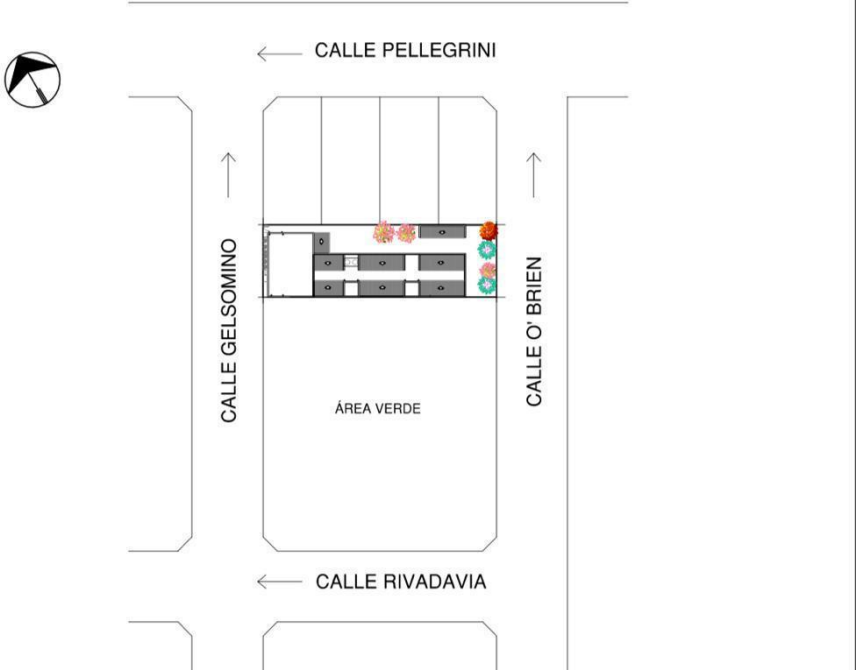 CALLE PELLEGRINI
CALLE GELSOMINO
CALLE O' BRIEN
ÁREA VERDE
CALLE RIVADAVIA